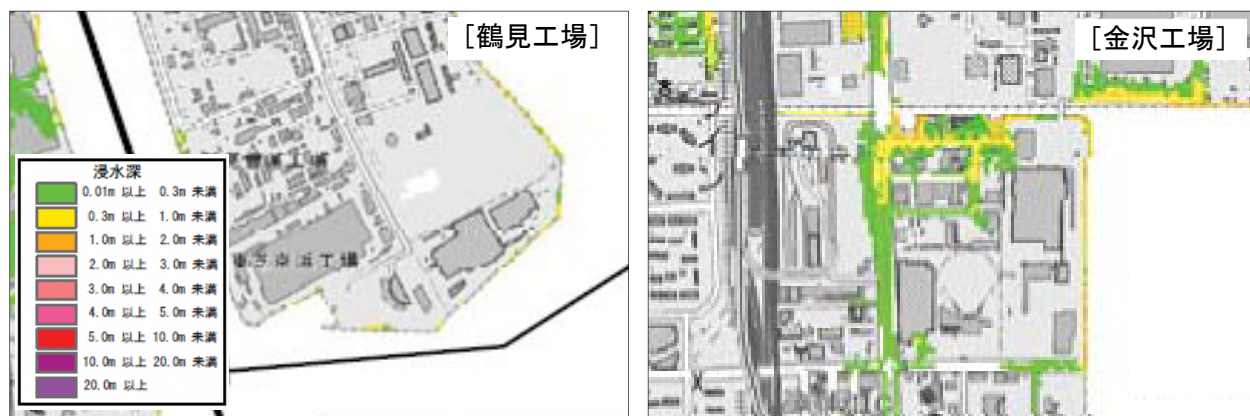 [鶴見工場]
[金沢工場]
浸水深
0.01m 以上 0.3m 未満
0.3m 以上 1.0m 未満
1.0m 以上 2.0m 未満
2.0m 以上 3.0m 未満
3.0m 以上 4.0m 未満
4.0m 以上 5.0m 未満
5.0m 以上 10.0m 未満
10.0m 以上 20.0m 未満
20.0m 以上
京浜工場